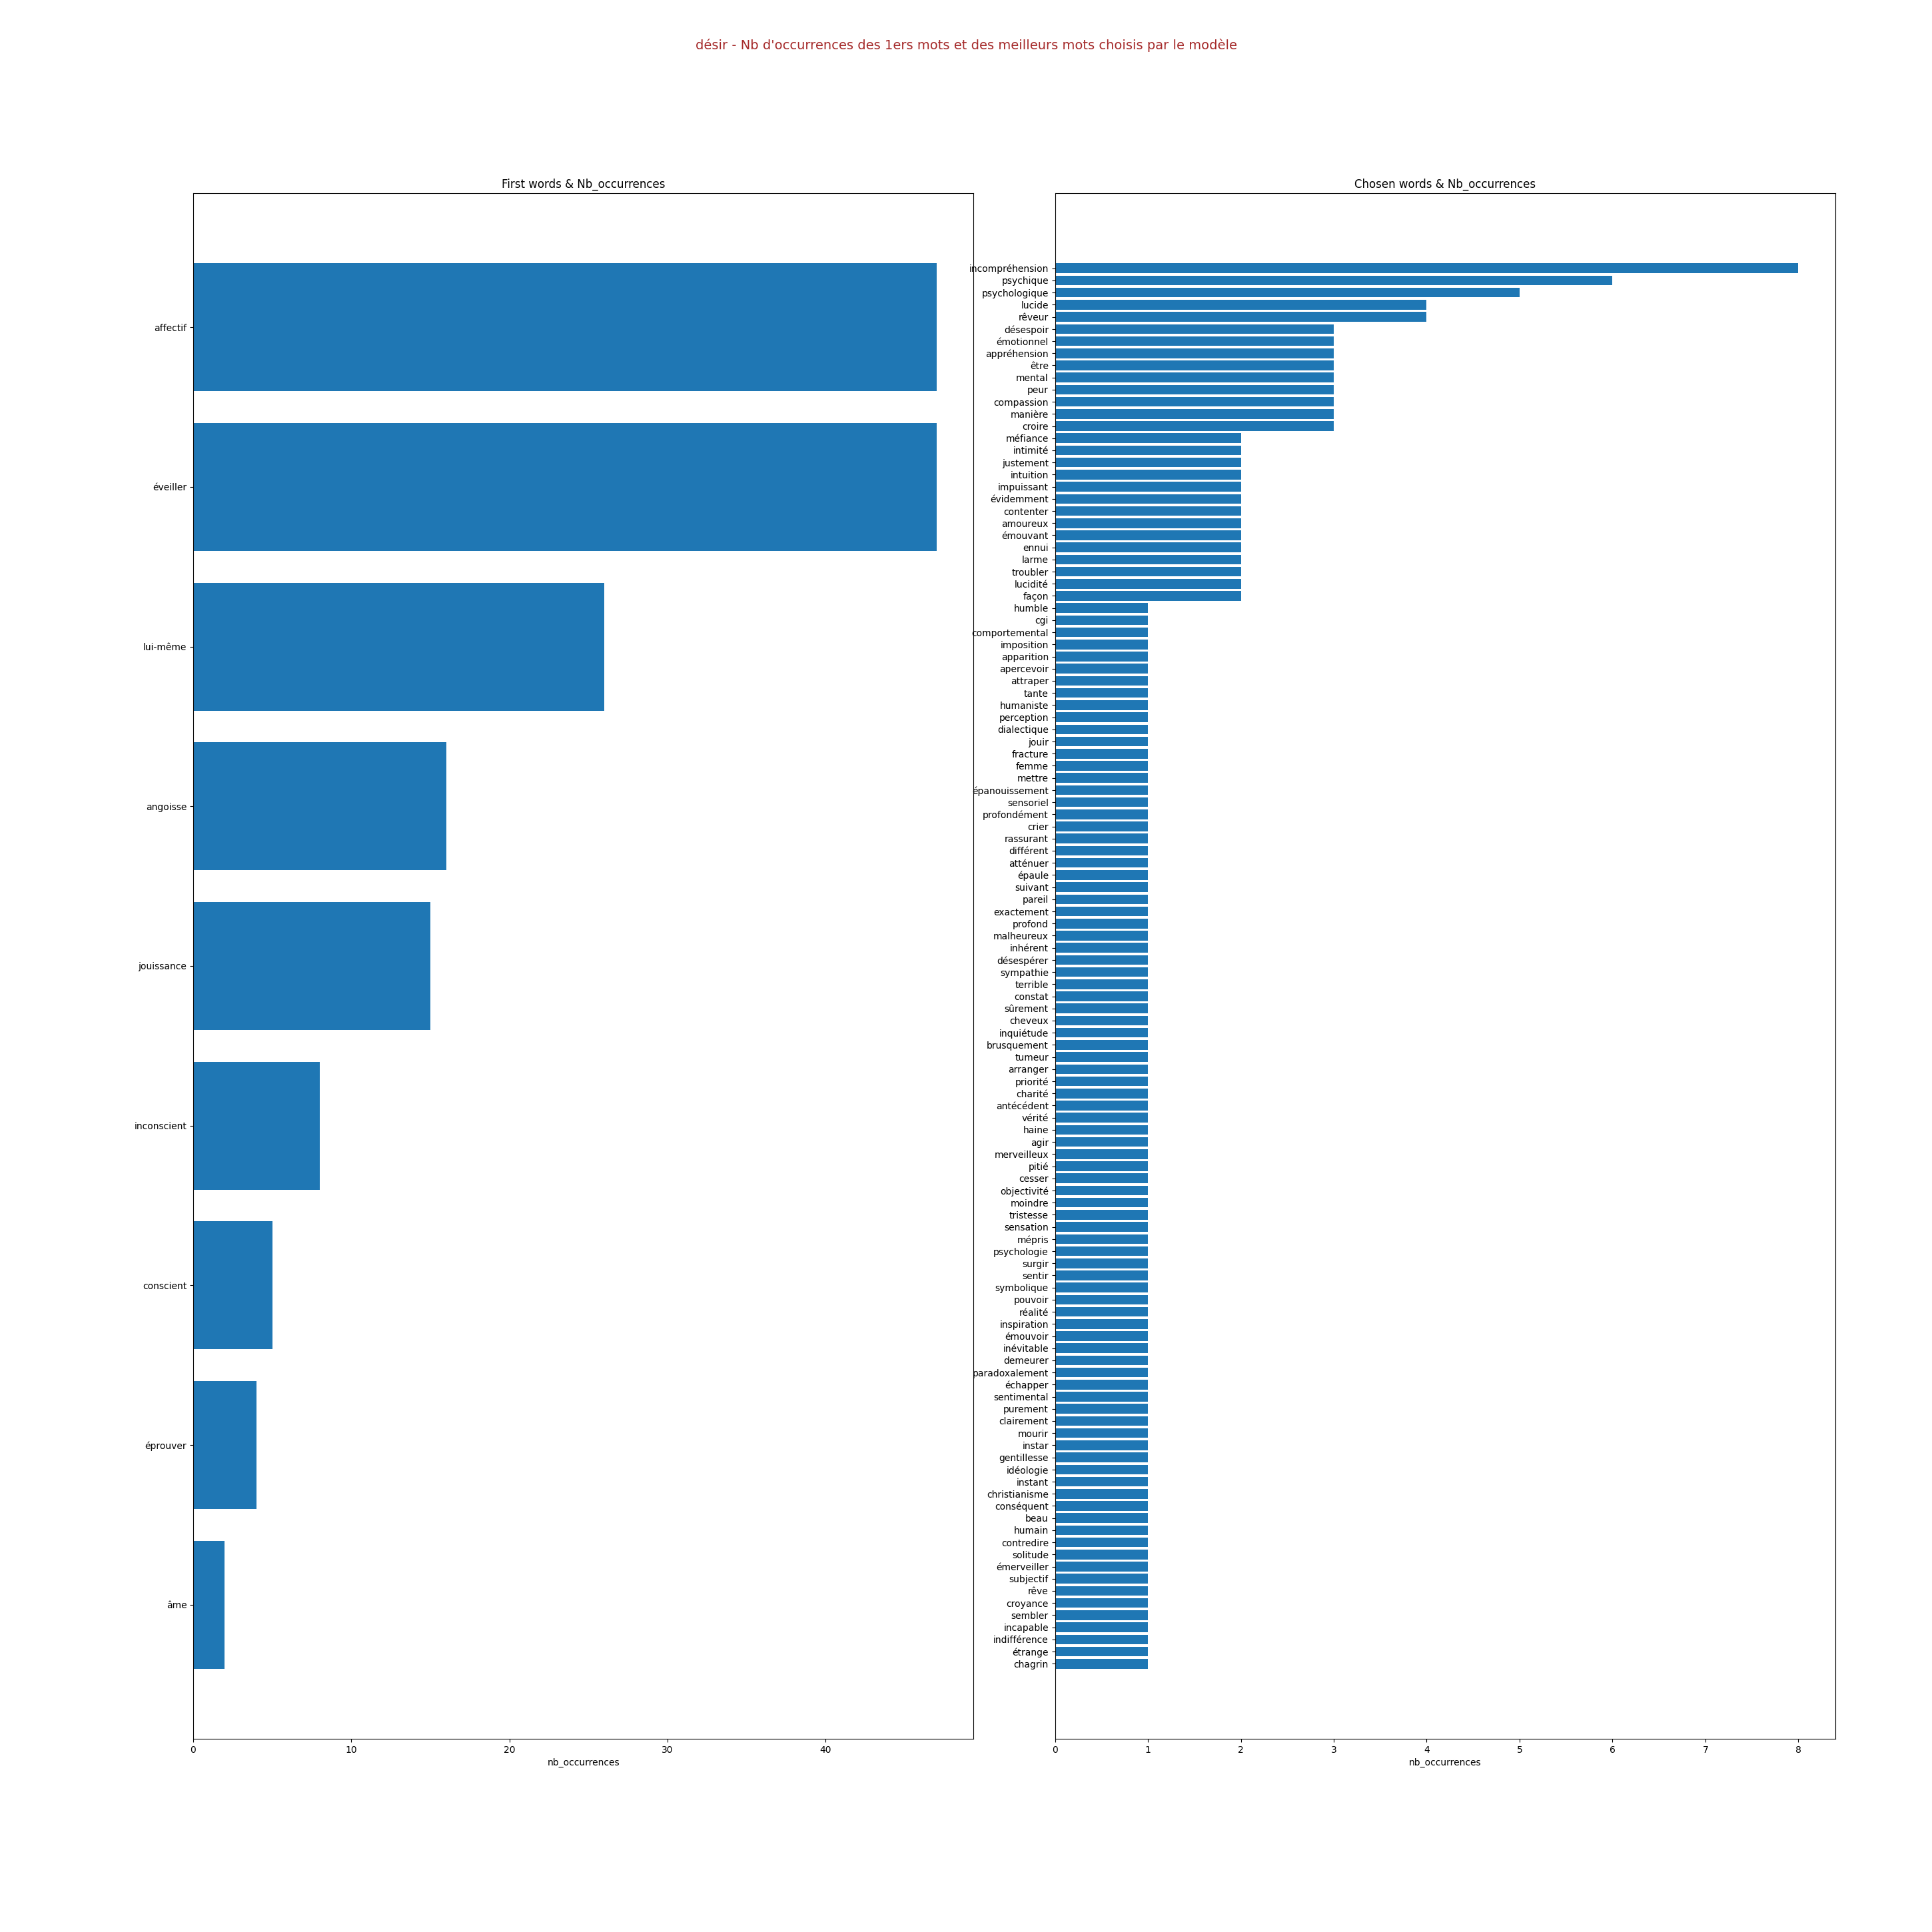 désir - Nb d'occurrences des 1ers mots et des meilleurs mots choisis par le modèle
First words & Nb_occurrences
affectif
éveiller
lui-même
angoisse
jouissance
inconscient
conscient
éprouver
âme
0 10 20 30 40
nb_occurrences
Chosen words & Nb_occurrences
incompréhension
psychique
psychologique
lucide
rêveur
désespoir
émotionnel
appréhension
être
mental
peur
compassion
manière
croire
méfiance
intimité
justement
intuition
impuissant
évidemment
contenter
amoureux
émouvant
ennui
larme
troubler
lucidité
façon
humble
cgi
comportemental
imposition
apparition
apercevoir
attraper
tante
humaniste
perception
dialectique
jouir
fracture
femme
mettre
épanouissement
sensoriel
profondément
crier
rassurant
différent
atténuer
épaule
suivant
pareil
exactement
profond
malheureux
inhérent
désespérer
sympathie
terrible
constat
sûrement
cheveux
inquiétude
brusquement
tumeur
arranger
priorité
charité
antécédent
vérité
haine
agir
merveilleux
pitié
cesser
objectivité
moindre
tristesse
sensation
mépris
psychologie
surgir
sentir
symbolique
pouvoir
réalité
inspiration
émouvoir
inévitable
demeurer
paradoxalement
échapper
sentimental
purement
clairement
mourir
instar
gentillesse
idéologie
instant
christianisme
conséquent
beau
humain
contredire
solitude
émerveiller
subjectif
rêve
croyance
sembler
incapable
indifférence
étrange
chagrin
0 1 2 3 4 5 6 7 8
nb_occurrences